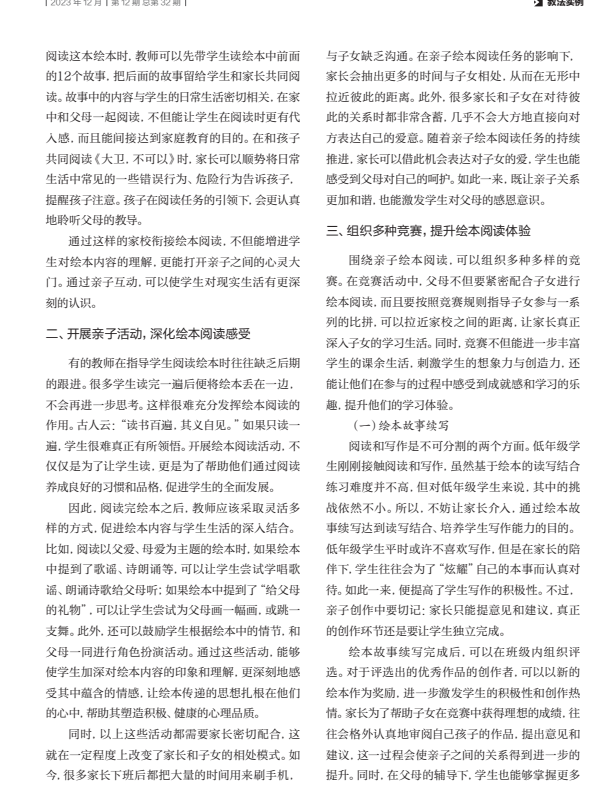 2023年12月 | 第12期总第32期 |
教法实例
阅读这本绘本时，教师可以先带学生读绘本中前面
的12个故事，把后面的故事留给学生和家长共同阅
读。故事中的内容与学生的日常生活密切相关，在家
中和父母一起阅读，不但能让学生在阅读时更有代
入感，而且能间接达到家庭教育的目的。在和孩子
共同阅读《大卫，不可以》时，家长可以顺势将日常
生活中常见的一些错误行为、危险行为告诉孩子，
提醒孩子注意。孩子在阅读任务的引领下，会更认真
地聆听父母的教导。
通过这样的家校衔接绘本阅读，不但能增进学
生对绘本内容的理解，更能打开亲子之间的心灵大
门。通过亲子互动，可以使学生对现实生活有更深
刻的认识。
二、开展亲子活动，深化绘本阅读感受
有的教师在指导学生阅读绘本时往往缺乏后期
的跟进。很多学生读完一遍后便将绘本丢在一边，
不会再进一步思考。这样很难充分发挥绘本阅读的
作用。古人云：“读书百遍，其义自见。”如果只读一
遍，学生很难真正有所领悟。开展绘本阅读活动，不
仅仅是为了让学生读，更是为了帮助他们通过阅读
养成良好的习惯和品格，促进学生的全面发展。
因此，阅读完绘本之后，教师应该采取灵活多
样的方式，促进绘本内容与学生生活的深入结合。
比如，阅读以父爱、母爱为主题的绘本时，如果绘本
中提到了歌谣、诗朗诵等，可以让学生尝试学唱歌
谣、朗诵诗歌给父母听；如果绘本中提到了“给父母
的礼物”，可以让学生尝试为父母画一幅画，或跳一
支舞。此外，还可以鼓励学生根据绘本中的情节，和
父母一同进行角色扮演活动。通过这些活动，能够
使学生加深对绘本内容的印象和理解，更深刻地感
受其中蕴含的情感，让绘本传递的思想扎根在他们
的心中，帮助其塑造积极、健康的心理品质。
同时，以上这些活动都需要家长密切配合，这
就在一定程度上改变了家长和子女的相处模式。如
今，很多家长下班后都把大量的时间用来刷手机，
与子女缺乏沟通。在亲子绘本阅读任务的影响下，
家长会抽出更多的时间与子女相处，从而在无形中
拉近彼此的距离。此外，很多家长和子女在对待彼
此的关系时都非常含蓄，几乎不会大方地直接向对
方表达自己的爱意。随着亲子绘本阅读任务的持续
推进，家长可以借此机会表达对子女的爱，学生也能
感受到父母对自己的呵护。如此一来，既让亲子关系
更加和谐，也能激发学生对父母的感恩意识。
三、组织多种竞赛，提升绘本阅读体验
围绕亲子绘本阅读，可以组织多种多样的竞
赛。在竞赛活动中，父母不但要紧密配合子女进行
绘本阅读，而且要按照竞赛规则指导子女参与一系
列的比拼，可以拉近家校之间的距离，让家长真正
深入子女的学习生活。同时，竞赛不但能进一步丰富
学生的课余生活，刺激学生的想象力与创造力，还
能让他们在参与的过程中感受到成就感和学习的乐
趣，提升他们的学习体验。
（一）绘本故事续写
阅读和写作是不可分割的两个方面。低年级学
生刚刚接触阅读和写作，虽然基于绘本的读写结合
练习难度并不高，但对低年级学生来说，其中的挑
战依然不小。所以，不妨让家长介入，通过绘本故
事续写达到读写结合、培养学生写作能力的目的。
低年级学生平时或许不喜欢写作，但是在家长的陪
伴下，学生往往会为了“炫耀”自己的本事而认真对
待。如此一来，便提高了学生写作的积极性。不过，
亲子创作中要切记：家长只能提意见和建议，真正
的创作环节还是要让学生独立完成。
绘本故事续写完成后，可以在班级内组织评
选。对于评选出的优秀作品的创作者，可以以新的
绘本作为奖励，进一步激发学生的积极性和创作热
情。家长为了帮助子女在竞赛中获得理想的成绩，往
往会格外认真地审阅自己孩子的作品，提出意见和
建议，这一过程会使亲子之间的关系得到进一步的
提升。同时，在父母的辅导下，学生也能够掌握更多